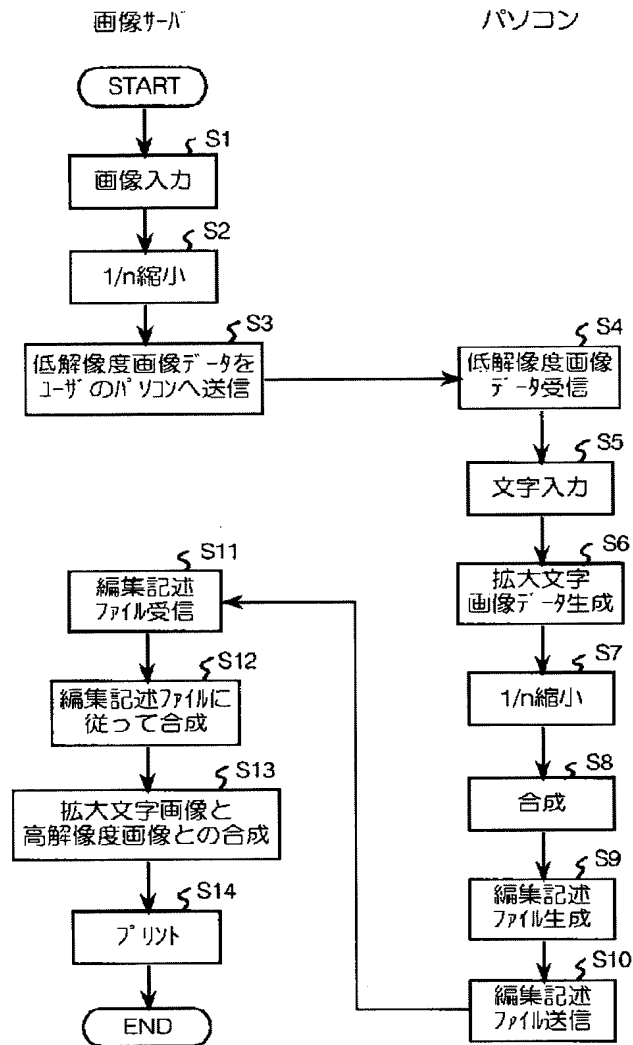 画像サーバ
パソコン
START
S1
画像入力
S2
1/n縮小
S3
低解像度画像データを
ユーザのパソコンへ送信
S4
低解像度画像
データ受信
S5
文字入力
S6
拡大文字
画像データ生成
S7
1/n縮小
S8
合成
S9
編集記述
ファイル生成
S10
編集記述
ファイル送信
S11
編集記述
ファイル受信
S12
編集記述ファイルに
従って合成
S13
拡大文字画像と
高解像度画像との合成
S14
プリント
END